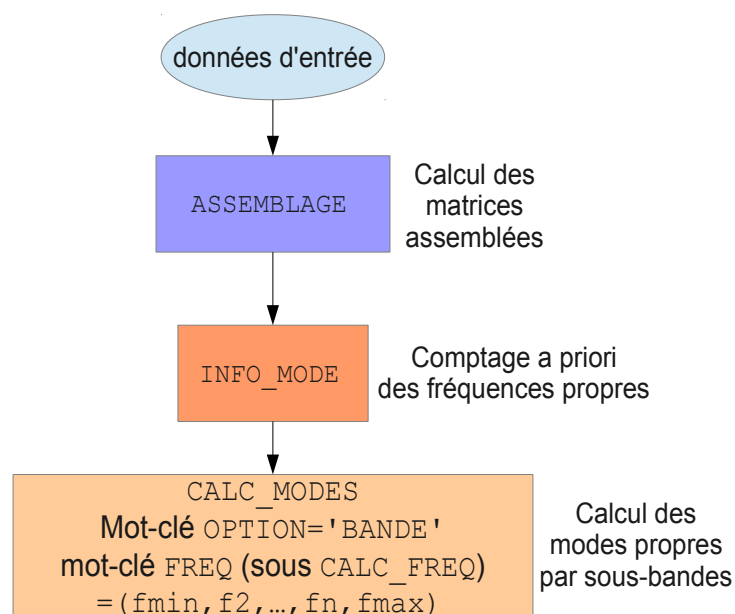 données d'entrée
ASSEMBLAGE
Calcul des
matrices
assemblées
INFO_MODE
Comptage a priori
des fréquences propres
CALC_MODES
Mot-clé OPTION='BANDE'
mot-clé FREQ (sous CALC_FREQ)
=(fmin,f2,…,fn,fmax)
Calcul des
modes propres
par sous-bandes